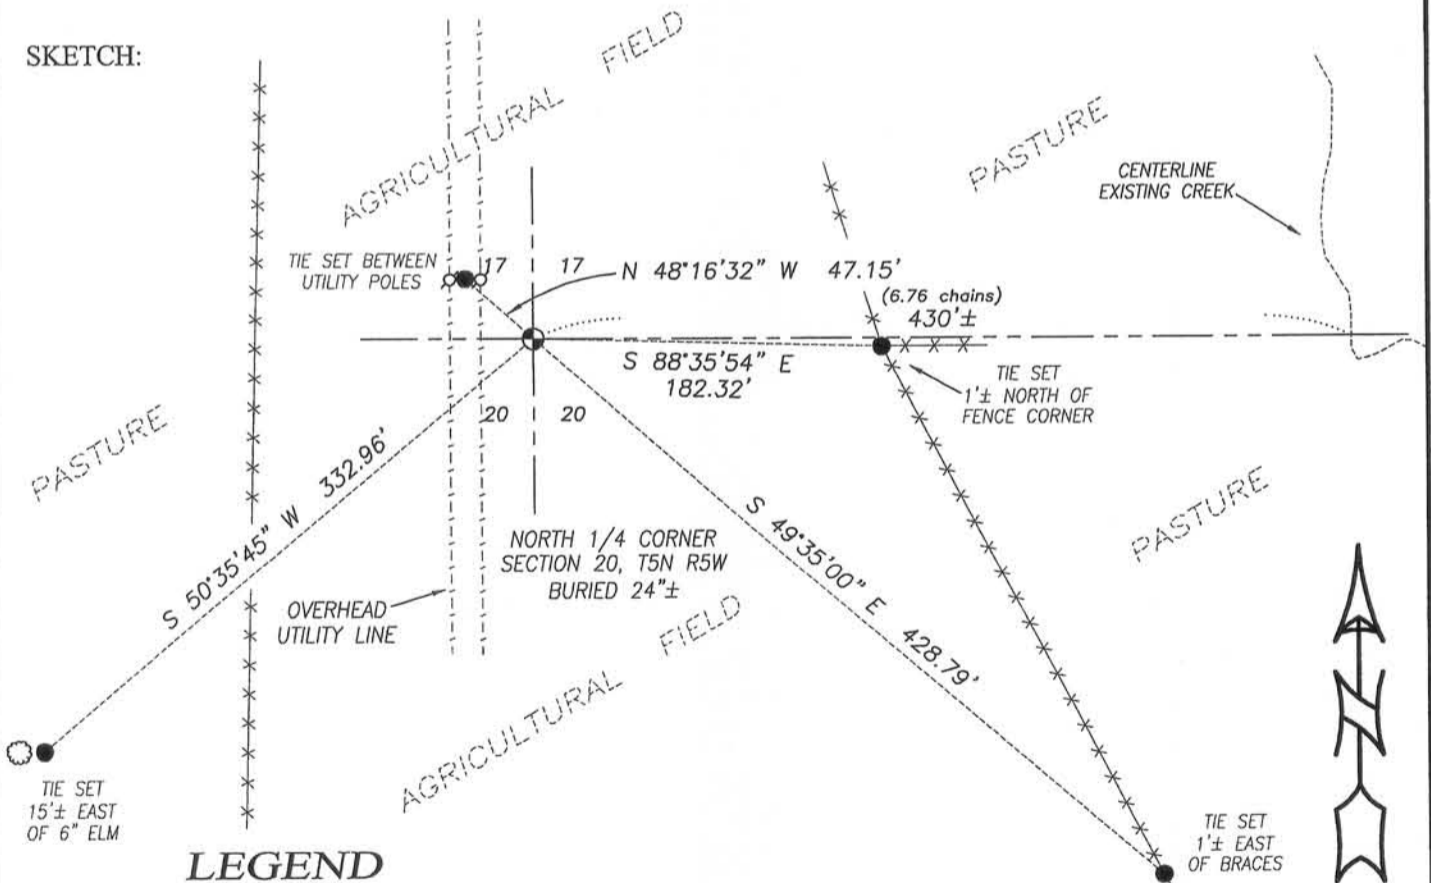 SKETCH:
AGRICULTURAL FIELD
PASTURE
CENTERLINE
EXISTING CREEK
TIE SET BETWEEN
UTILITY POLES
17
17
N 48°16'32" W 47.15'
(6.76 chains)
430'±
S 88°35'54" E
182.32'
TIE SET
1'± NORTH OF
FENCE CORNER
20
20
PASTURE
S 50°35'45" W 332.96'
NORTH 1/4 CORNER
SECTION 20, T5N R5W
BURIED 24"±
S 49°35'00" E 428.79'
PASTURE
OVERHEAD
UTILITY LINE
AGRICULTURAL FIELD
N
TIE SET
15'± EAST
OF 6" ELM
TIE SET
1'± EAST
OF BRACES
LEGEND